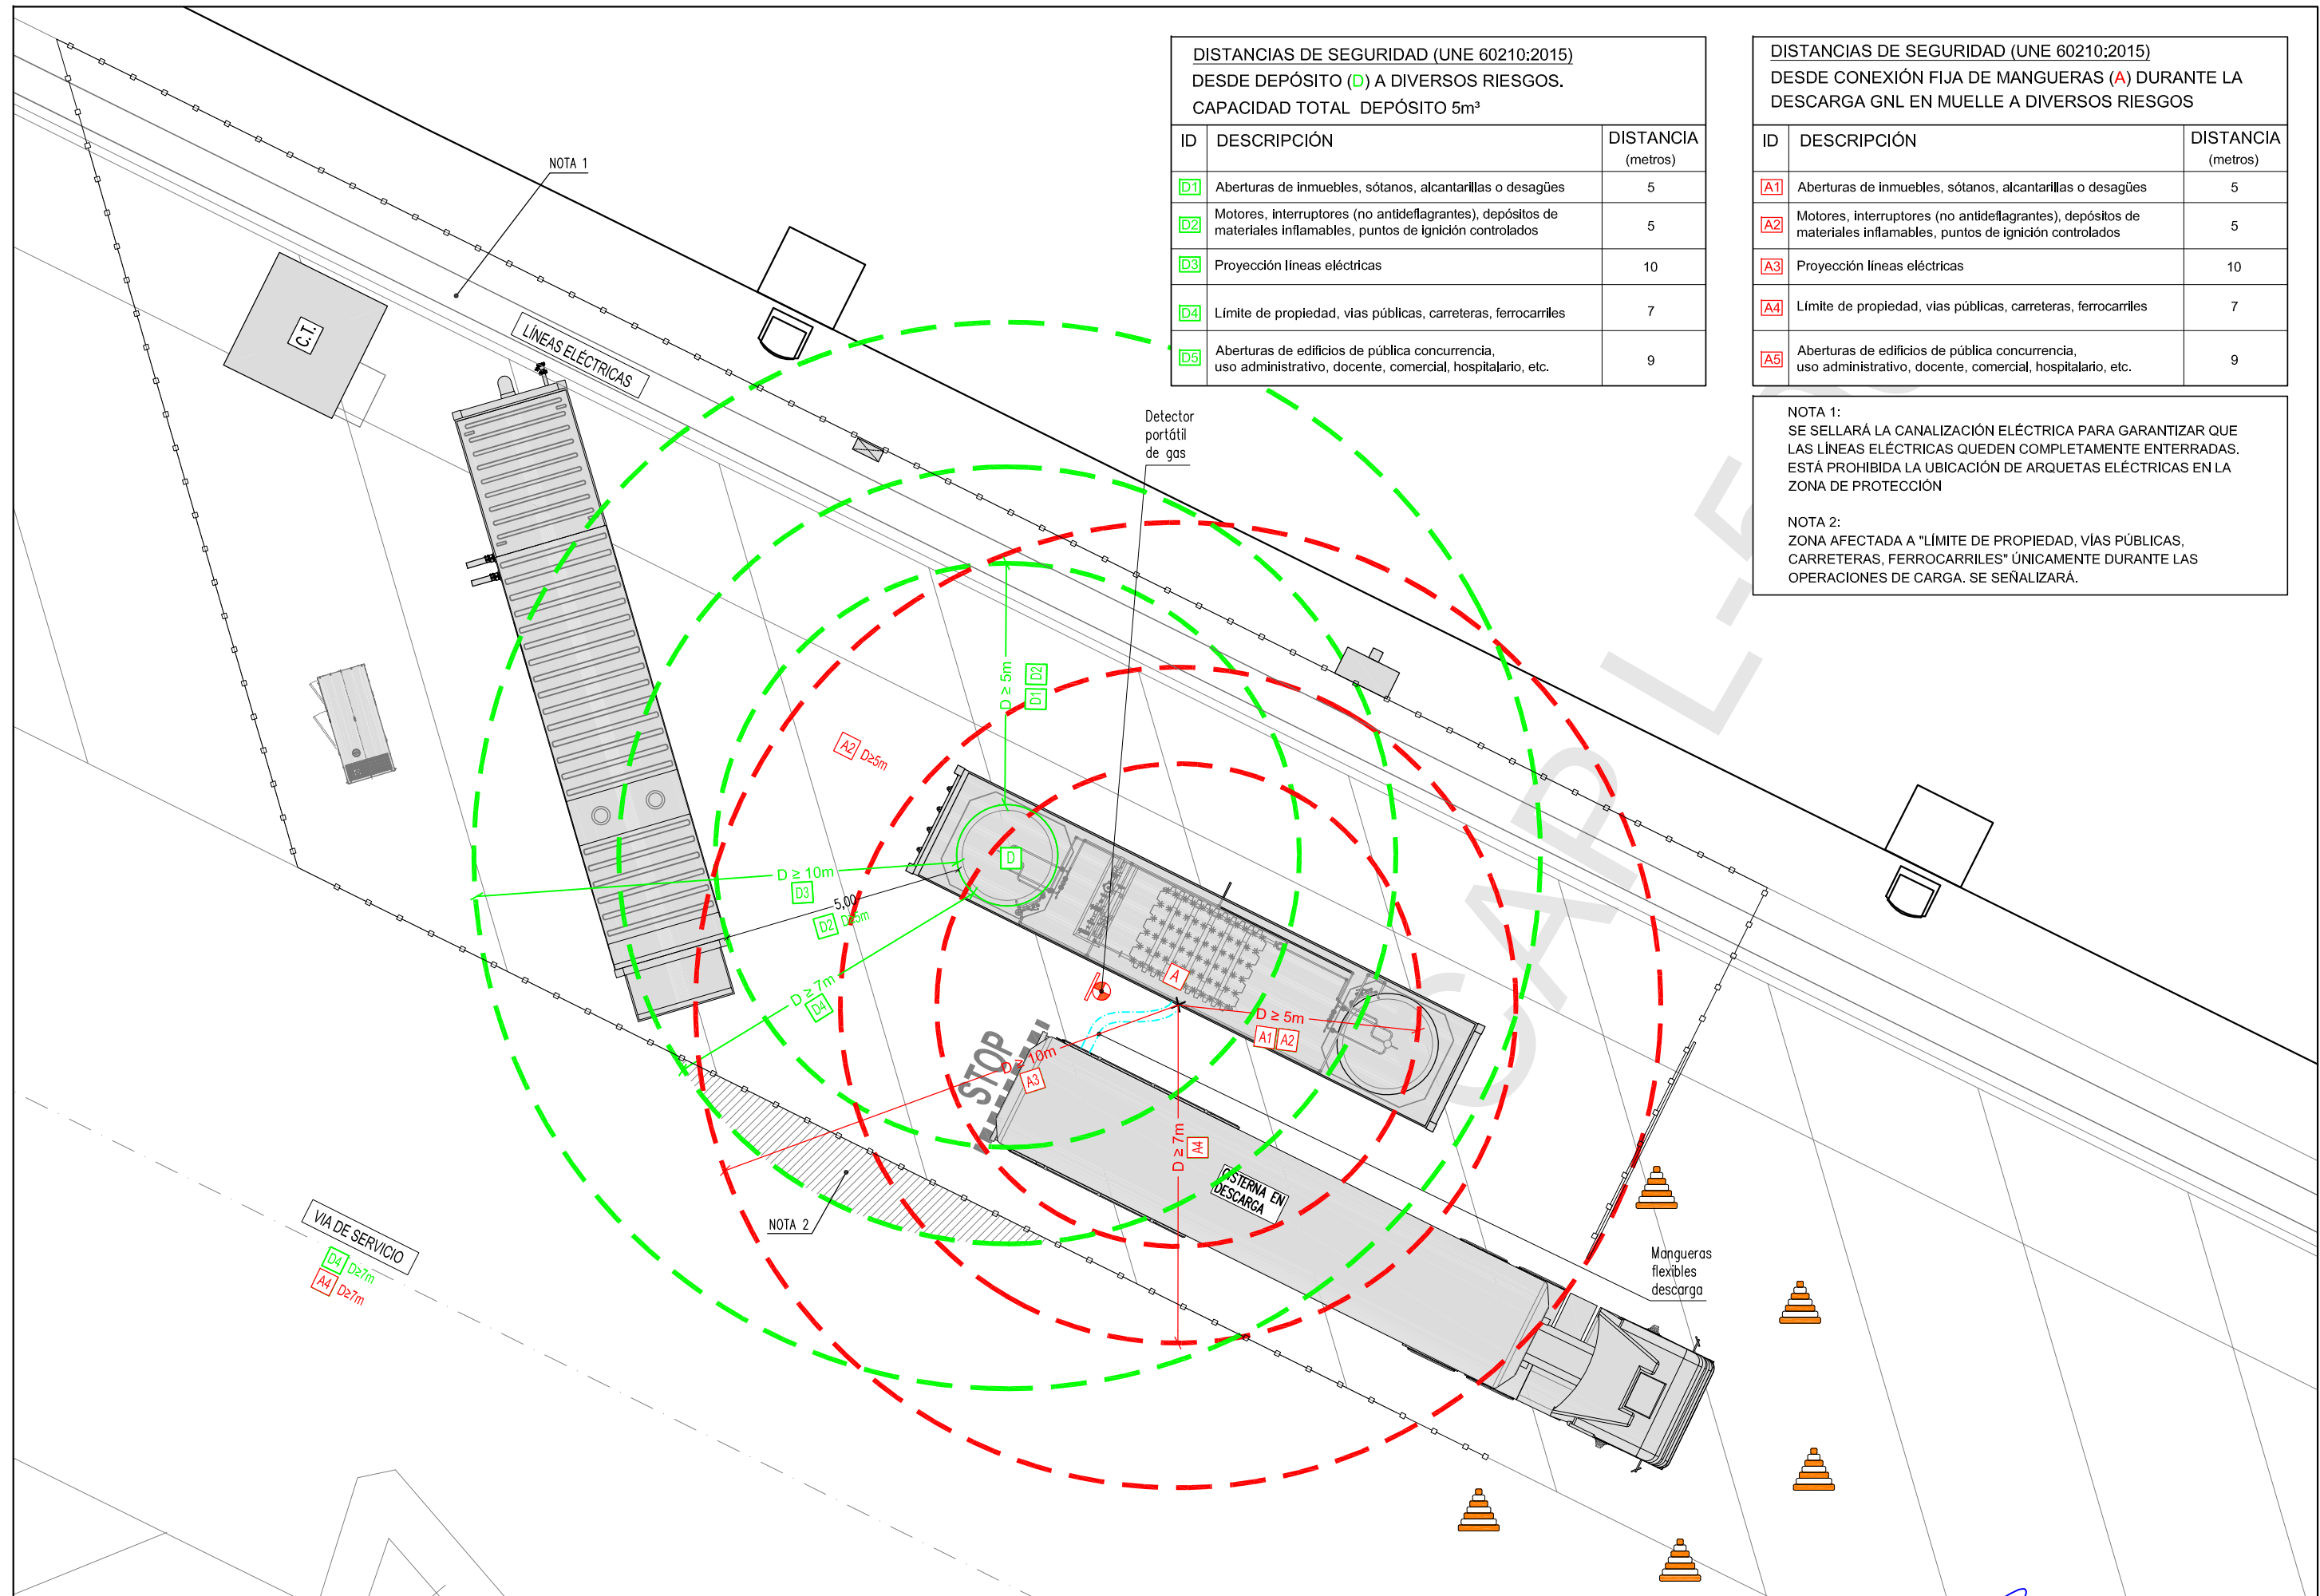 DISTANCIAS DE SEGURIDAD (UNE 60210:2015)
DESDE DEPÓSITO (D) A DIVERSOS RIESGOS.
CAPACIDAD TOTAL DEPÓSITO 5m³
ID DESCRIPCIÓN DISTANCIA
(metros)
D1 Aberturas de inmuebles, sótanos, alcantarillas o desagües 5
D2 Motores, interruptores (no antideflagrantes), depósitos de
materiales inflamables, puntos de ignición controlados 5
D3 Proyección líneas eléctricas 10
D4 Límite de propiedad, vias públicas, carreteras, ferrocarriles 7
D5 Aberturas de edificios de pública concurrencia,
uso administrativo, docente, comercial, hospitalario, etc. 9
DISTANCIAS DE SEGURIDAD (UNE 60210:2015)
DESDE CONEXIÓN FIJA DE MANGUERAS (A) DURANTE LA
DESCARGA GNL EN MUELLE A DIVERSOS RIESGOS
ID DESCRIPCIÓN DISTANCIA
(metros)
A1 Aberturas de inmuebles, sótanos, alcantarillas o desagües 5
A2 Motores, interruptores (no antideflagrantes), depósitos de
materiales inflamables, puntos de ignición controlados 5
A3 Proyección líneas eléctricas 10
A4 Límite de propiedad, vias públicas, carreteras, ferrocarriles 7
A5 Aberturas de edificios de pública concurrencia,
uso administrativo, docente, comercial, hospitalario, etc. 9
NOTA 1:
SE SELLARÁ LA CANALIZACIÓN ELÉCTRICA PARA GARANTIZAR QUE
LAS LÍNEAS ELÉCTRICAS QUEDEN COMPLETAMENTE ENTERRADAS.
ESTÁ PROHIBIDA LA UBICACIÓN DE ARQUETAS ELÉCTRICAS EN LA
ZONA DE PROTECCIÓN
NOTA 2:
ZONA AFECTADA A "LÍMITE DE PROPIEDAD, VÍAS PÚBLICAS,
CARRETERAS, FERROCARRILES" ÚNICAMENTE DURANTE LAS
OPERACIONES DE CARGA. SE SEÑALIZARÁ.
NOTA 1
C.T.
LÍNEAS ELÉCTRICAS
Detector
portátil
de gas
D ≥ 5m
D1 D2
A2 D≥5m
D
D ≥ 10m
D3
5,00
D2 D≥5m
D ≥ 7m
D4
A
D ≥ 5m
A1 A2
STOP
D ≥ 10m
A3
D ≥ 7m
A4
CISTERNA EN
DESCARGA
NOTA 2
VIA DE SERVICIO
D4 D≥7m
A4 D≥7m
Mangueras
flexibles
descarga